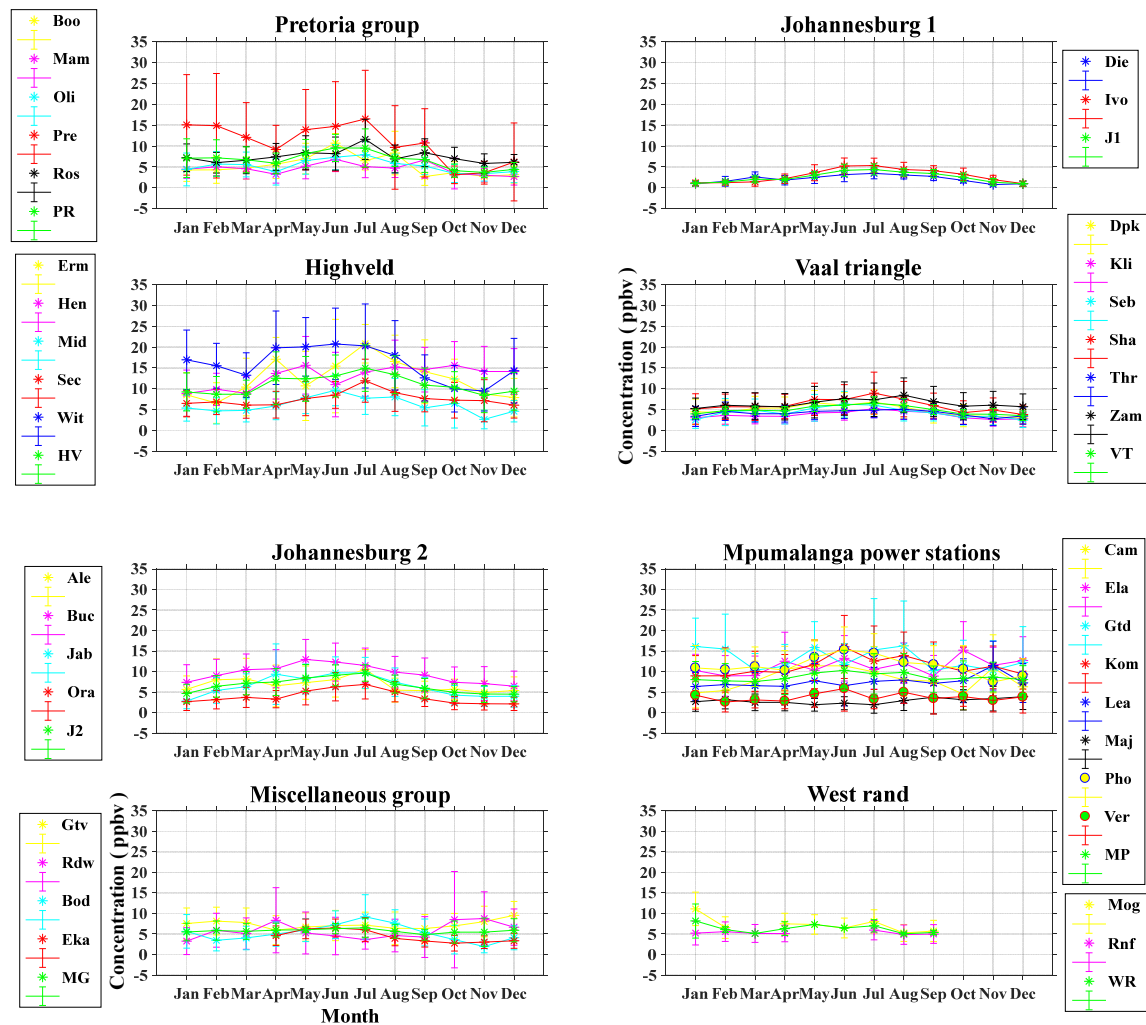 Pretoria group
Boo
Mam
Oli
Pre
Ros
PR
35
30
25
20
15
10
5
0
-5
Jan Feb Mar Apr May Jun Jul Aug Sep Oct Nov Dec
Johannesburg 1
35
30
25
20
15
10
5
0
-5
Jan Feb Mar Apr May Jun Jul Aug Sep Oct Nov Dec
Die
Ivo
J1
Highveld
Erm
Hen
Mid
Sec
Wit
HV
35
30
25
20
15
10
5
0
-5
Jan Feb Mar Apr May Jun Jul Aug Sep Oct Nov Dec
Vaal triangle
Concentration ( ppbv )
35
30
25
20
15
10
5
0
-5
Jan Feb Mar Apr May Jun Jul Aug Sep Oct Nov Dec
Dpk
Kli
Seb
Sha
Thr
Zam
VT
Johannesburg 2
Ale
Buc
Jab
Ora
J2
35
30
25
20
15
10
5
0
-5
Jan Feb Mar Apr May Jun Jul Aug Sep Oct Nov Dec
Mpumalanga power stations
35
30
25
20
15
10
5
0
-5
Jan Feb Mar Apr May Jun Jul Aug Sep Oct Nov Dec
Cam
Ela
Gtd
Kom
Lea
Maj
Pho
Ver
MP
Miscellaneous group
Gtv
Rdw
Bod
Eka
MG
Concentration ( ppbv )
35
30
25
20
15
10
5
0
-5
Jan Feb Mar Apr May Jun Jul Aug Sep Oct Nov Dec
Month
West rand
35
30
25
20
15
10
5
0
-5
Jan Feb Mar Apr May Jun Jul Aug Sep Oct Nov Dec
Mog
Rnf
WR